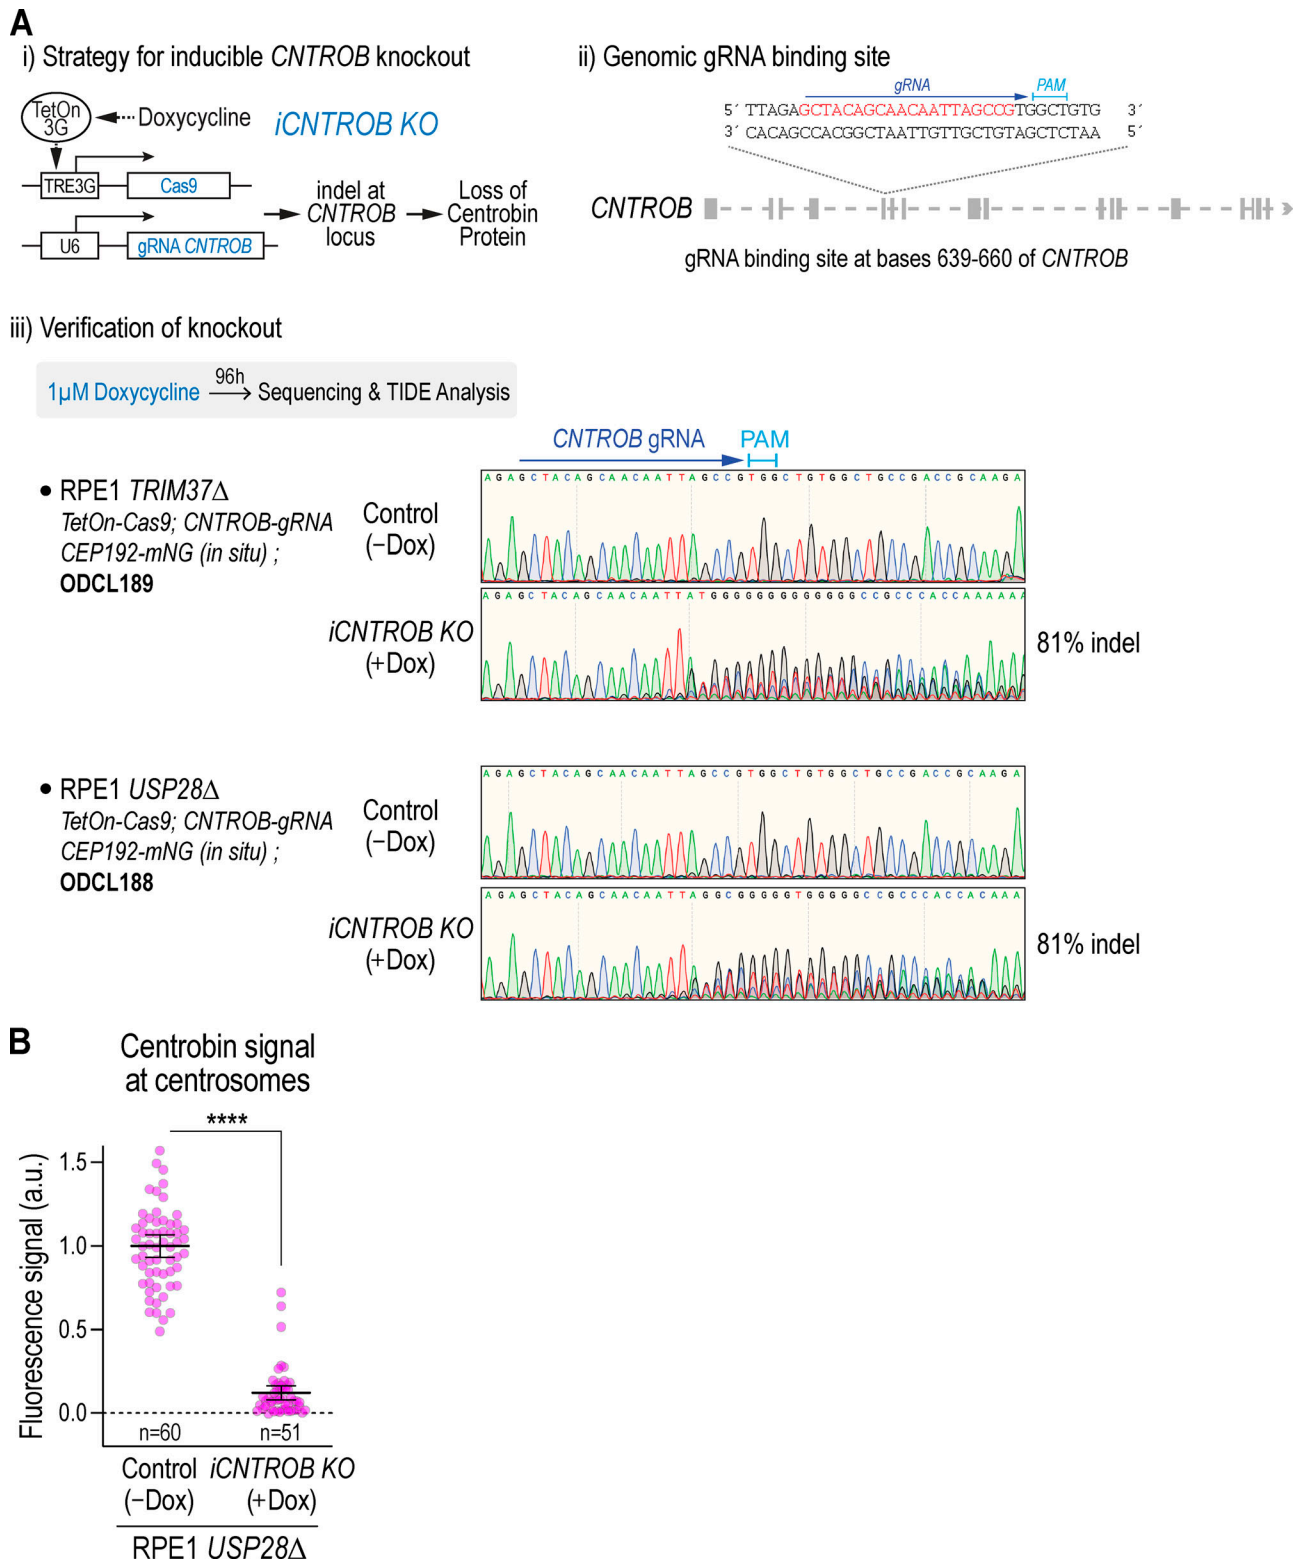 A
i) Strategy for inducible CNTROB knockout
TetOn
3G
Doxycycline
iCNTROB KO
TRE3G
Cas9
U6
gRNA CNTROB
indel at
CNTROB
locus
Loss of
Centrobin
Protein
ii) Genomic gRNA binding site
gRNA
PAM
5´ TTAGAGCTACAGCAACAATTAGCCGTGGCTGTG 3´
3´ CACAGCCACGGCTAATTGTTGCTGTAGCTCTAA 5´
CNTROB
gRNA binding site at bases 639-660 of CNTROB
iii) Verification of knockout
1µM Doxycycline 96h Sequencing & TIDE Analysis
CNTROB gRNA PAM
• RPE1 TRIM37Δ
TetOn-Cas9; CNTROB-gRNA
CEP192-mNG (in situ) ;
ODCL189
Control
(−Dox)
AGAGCTACAGCAACAATTAGCCGTGGCTGTGGCTGCCGACCGCAAGA
iCNTROB KO
(+Dox)
AGAGCTACAGCAACAATTATGGGGGGGGGGGGGCCGCCCACCAAAAAA
81% indel
• RPE1 USP28Δ
TetOn-Cas9; CNTROB-gRNA
CEP192-mNG (in situ) ;
ODCL188
Control
(−Dox)
AGAGCTACAGCAACAATTAGCCGTGGCTGTGGCTGCCGACCGCAAGA
iCNTROB KO
(+Dox)
AGAGCTACAGCAACAATTAGGCGGGGGTGGGGGCCGCCCACCACAAA
81% indel
B
Centrobin signal
at centrosomes
****
Fluorescence signal (a.u.)
1.5
1.0
0.5
0.0
n=60
n=51
Control
(−Dox)
iCNTROB KO
(+Dox)
RPE1 USP28Δ